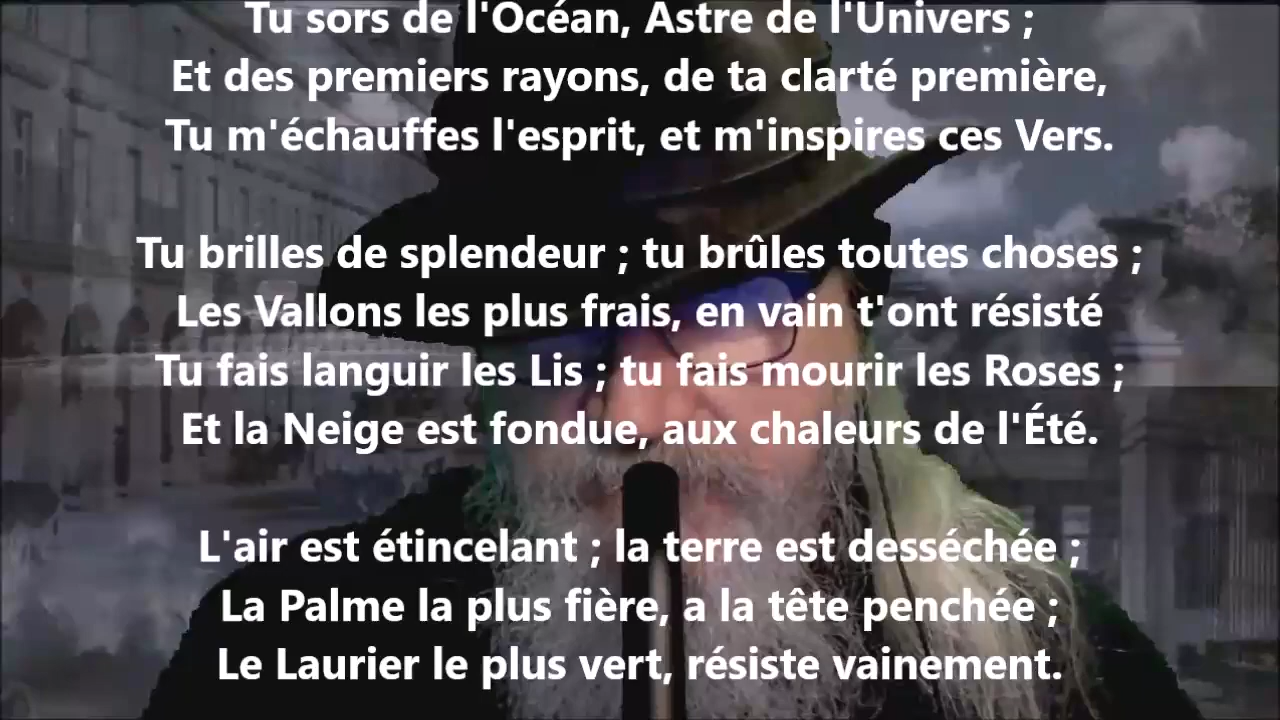 Tu sors de l'Océan, Astre de l'Univers ;
Et des premiers rayons, de ta clarté première,
Tu m'échauffes l'esprit, et m'inspires ces Vers.
Tu brilles de splendeur ; tu brûles toutes choses ;
Les Vallons les plus frais, en vain t'ont résisté
Tu fais languir les Lis ; tu fais mourir les Roses ;
Et la Neige est fondue, aux chaleurs de l'Été.
L'air est étincelant ; la terre est desséchée ;
La Palme la plus fière, a la tête penchée ;
Le Laurier le plus vert, résiste vainement.